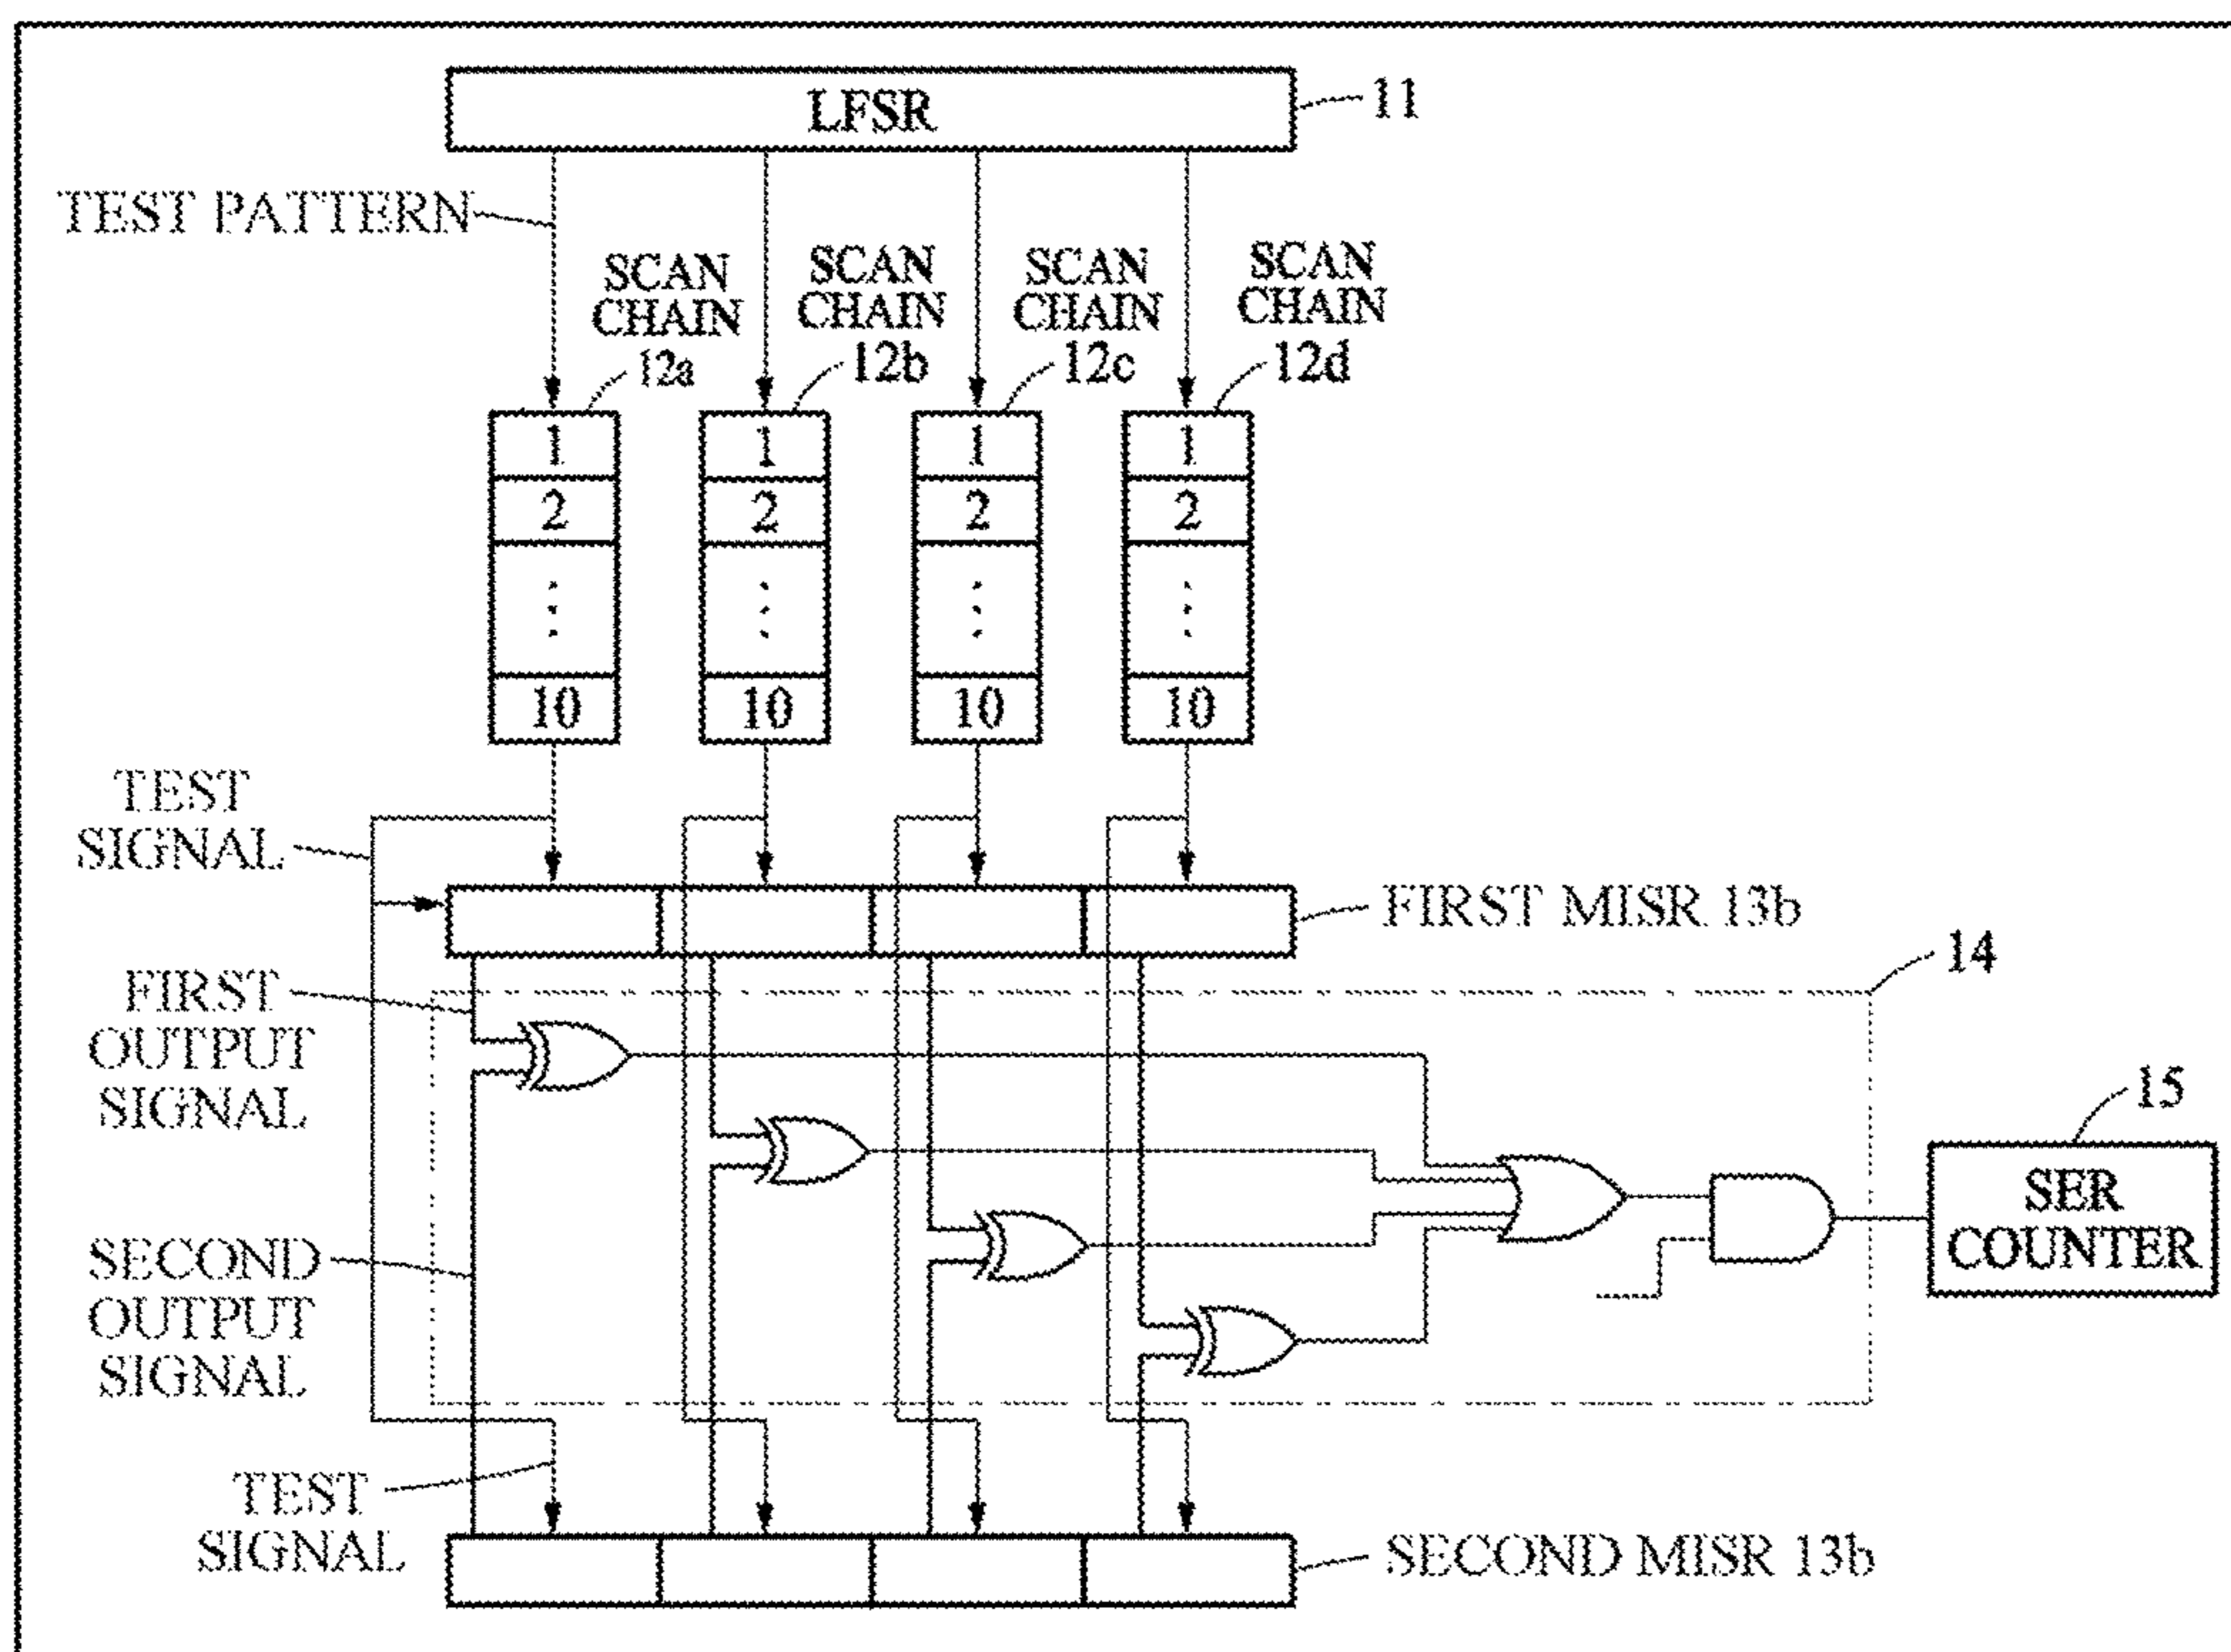 LFSR
11
TEST PATTERN
SCAN
CHAIN
12a
SCAN
CHAIN
12b
SCAN
CHAIN
12c
SCAN
CHAIN
12d
1
1
1
1
2
2
2
2
10
10
10
10
TEST
SIGNAL
FIRST MISR 13b
14
FIRST
OUTPUT
SIGNAL
15
SER
COUNTER
SECOND
OUTPUT
SIGNAL
TEST
SIGNAL
SECOND MISR 13b